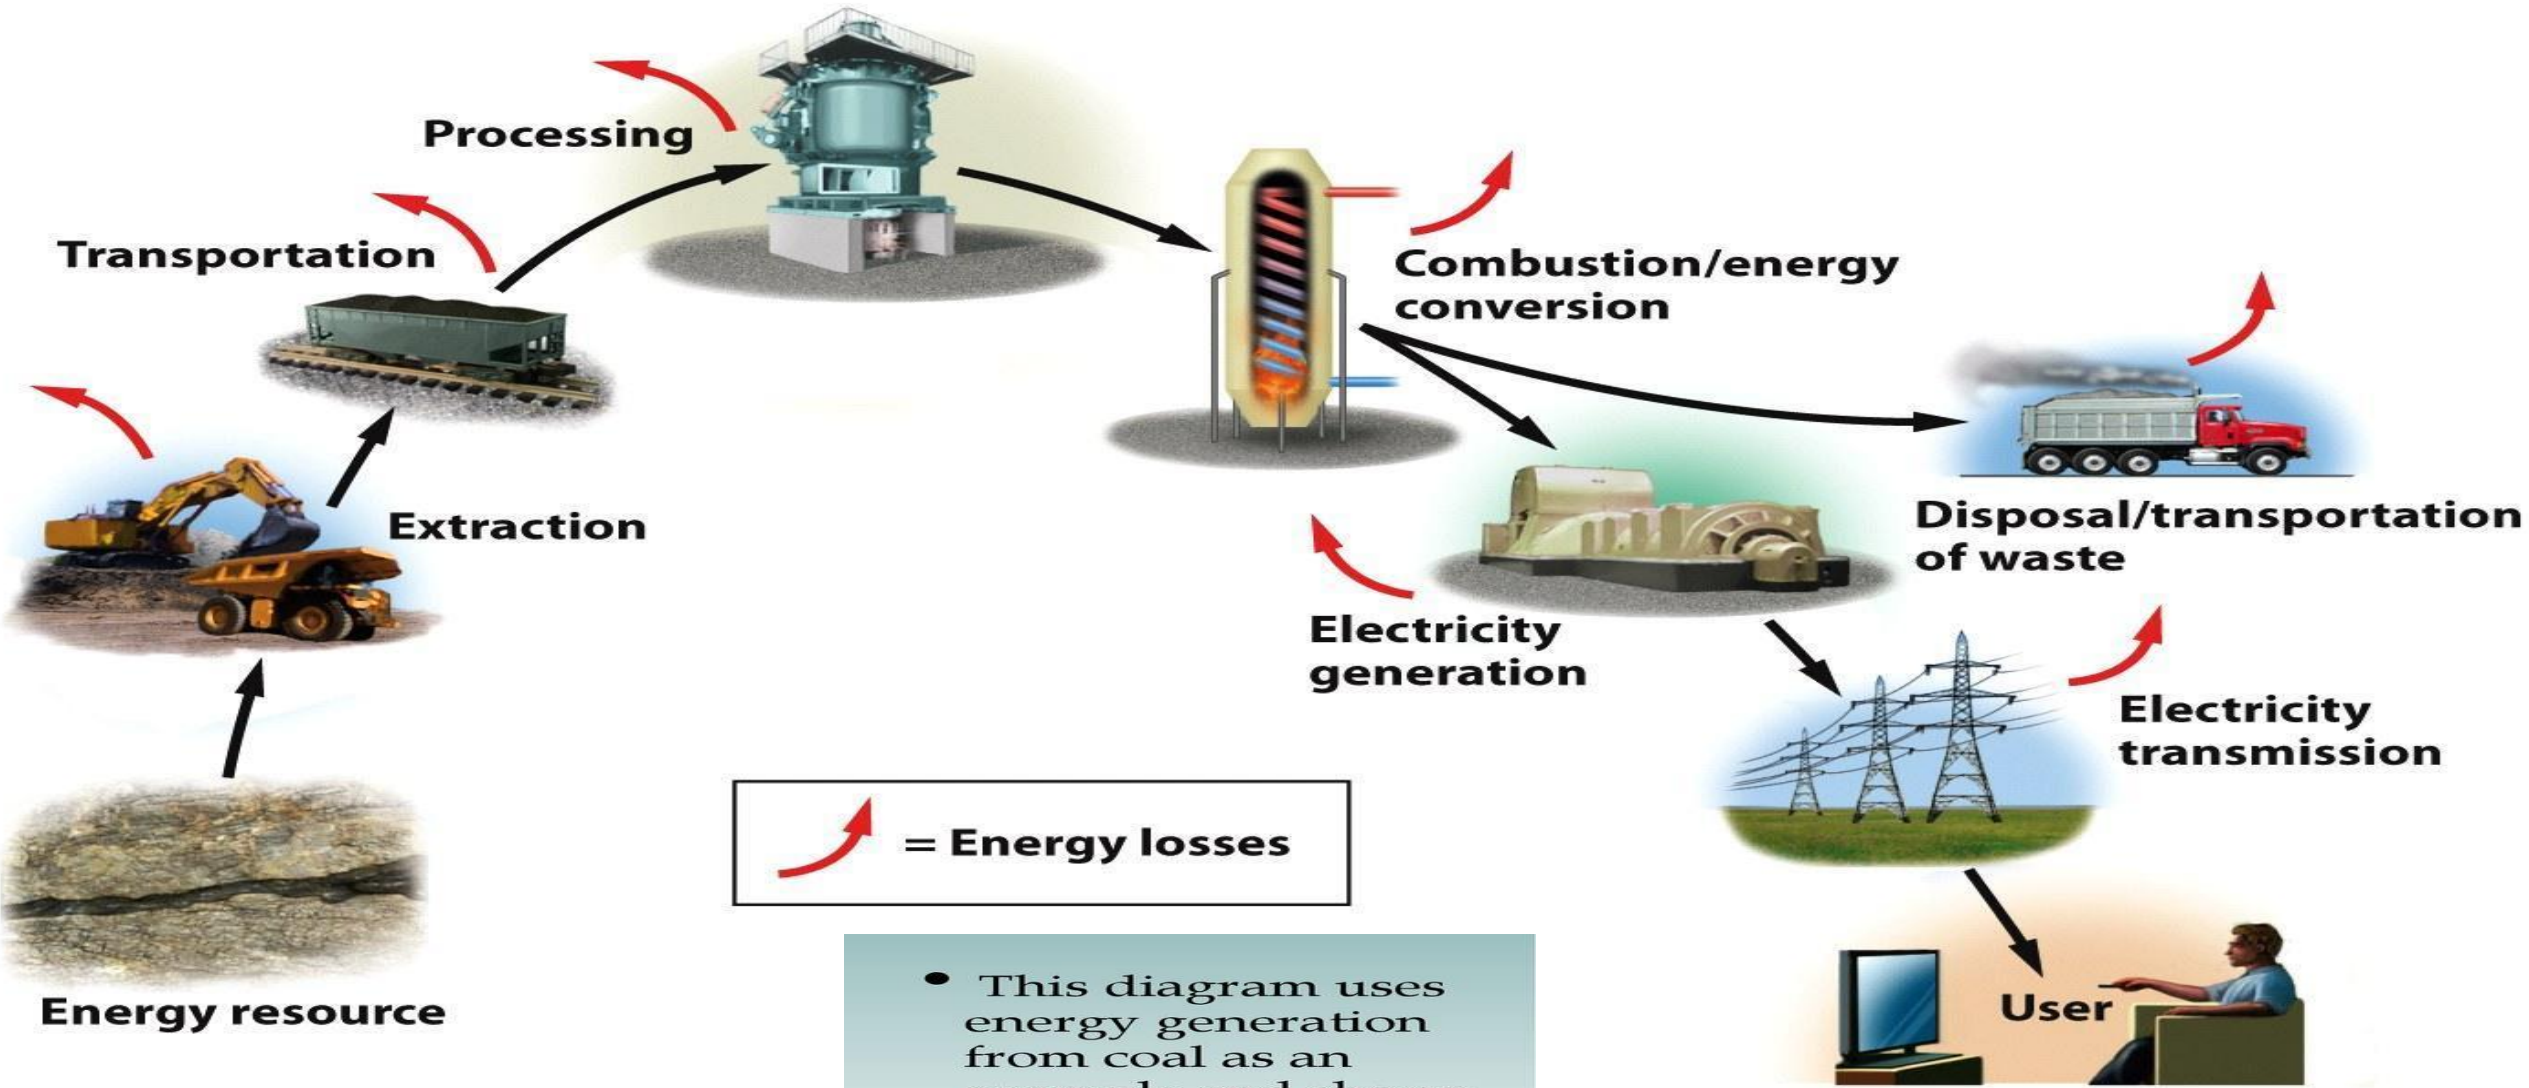 Processing
Transportation
Combustion/energy
conversion
Extraction
Disposal/transportation
of waste
Electricity
generation
Electricity
transmission
= Energy losses
Energy resource
User
• This diagram uses
energy generation
from coal as an